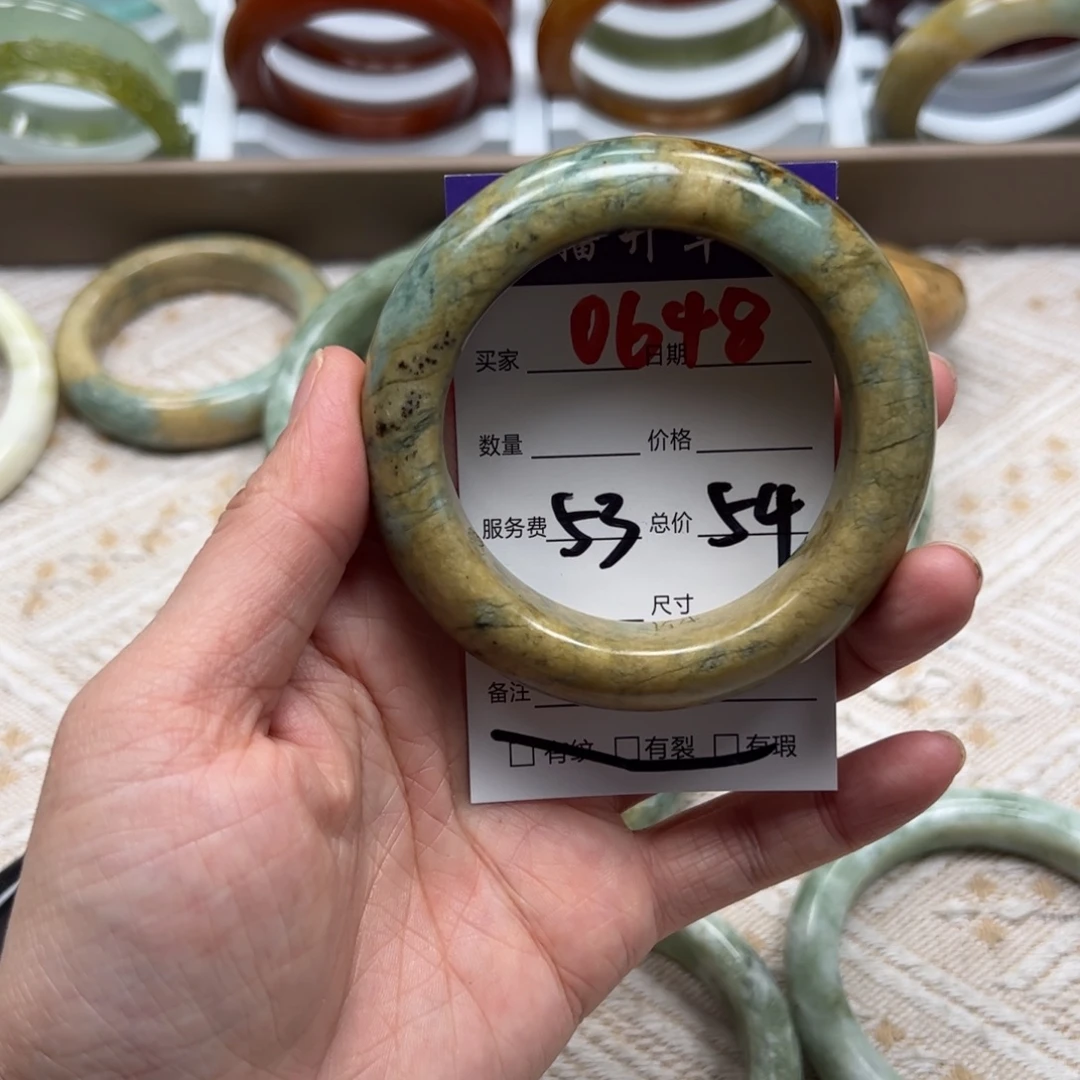 0648
买家 日期
数量 价格
服务费 53 总价 54
尺寸
备注
□有纹 □有裂 □有瑕